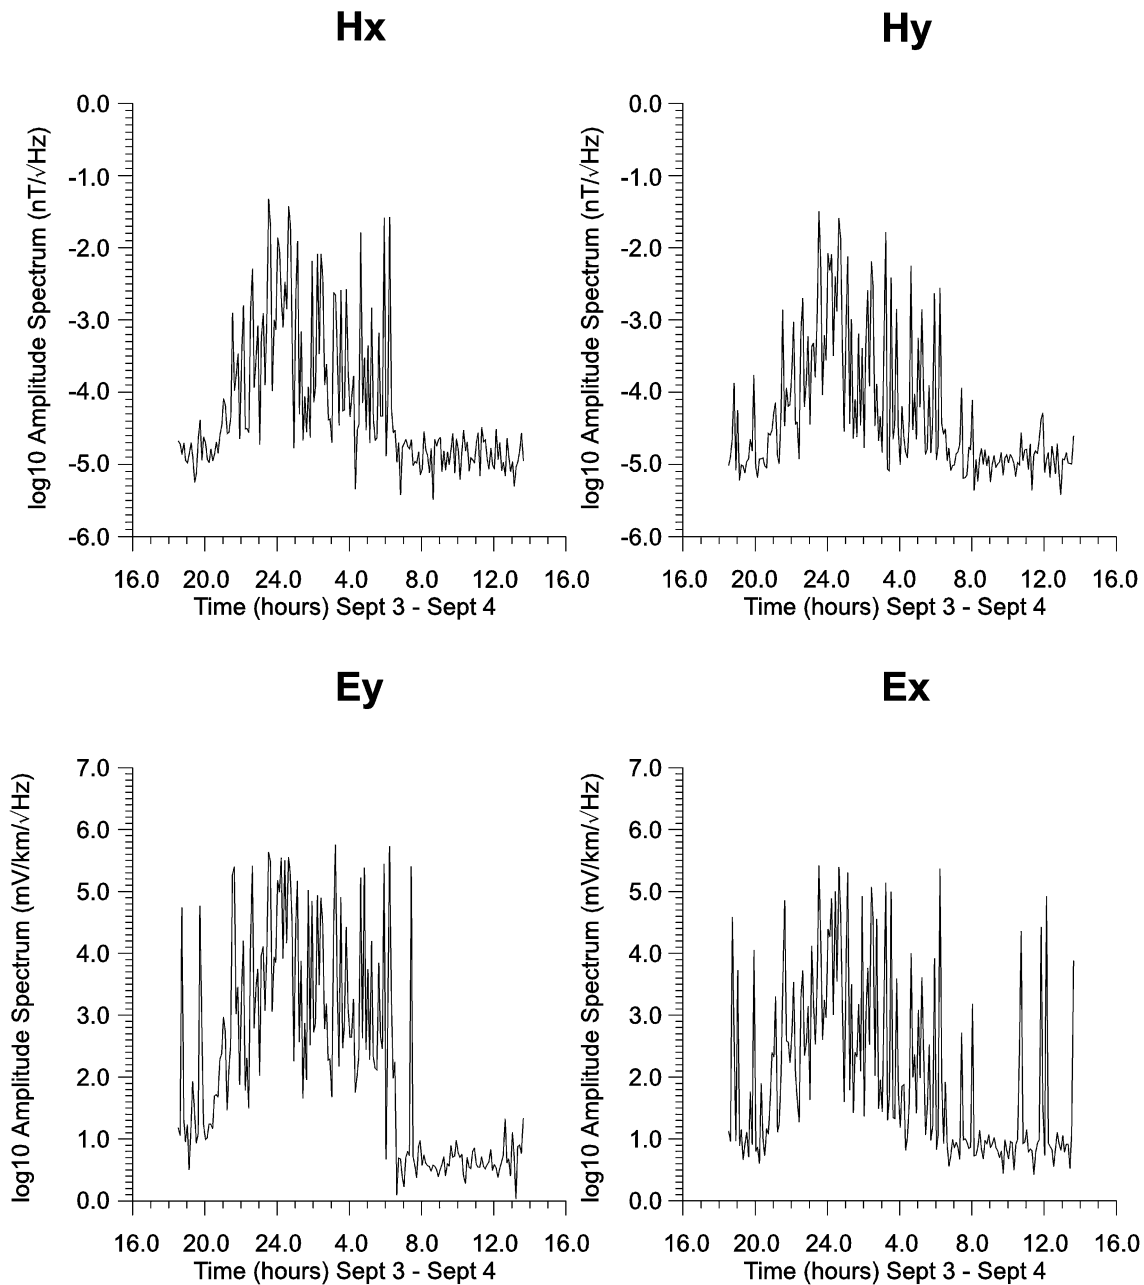 Hx
Hy
log10 Amplitude Spectrum (nT/√Hz)
0.0
-1.0
-2.0
-3.0
-4.0
-5.0
-6.0
16.0 20.0 24.0 4.0 8.0 12.0 16.0
Time (hours) Sept 3 - Sept 4
log10 Amplitude Spectrum (nT/√Hz)
0.0
-1.0
-2.0
-3.0
-4.0
-5.0
-6.0
16.0 20.0 24.0 4.0 8.0 12.0 16.0
Time (hours) Sept 3 - Sept 4
Ey
Ex
log10 Amplitude Spectrum (mV/km/√Hz)
7.0
6.0
5.0
4.0
3.0
2.0
1.0
0.0
16.0 20.0 24.0 4.0 8.0 12.0 16.0
Time (hours) Sept 3 - Sept 4
log10 Amplitude Spectrum (mV/km/√Hz)
7.0
6.0
5.0
4.0
3.0
2.0
1.0
0.0
16.0 20.0 24.0 4.0 8.0 12.0 16.0
Time (hours) Sept 3 - Sept 4